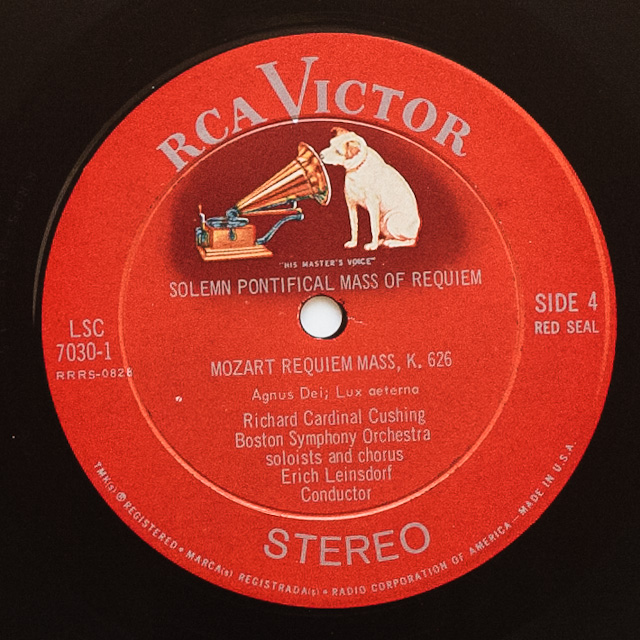 RCA VICTOR
"HIS MASTER'S VOICE"
SOLEMN PONTIFICAL MASS OF REQUIEM
LSC
7030-1
RRRS-0828
SIDE 4
RED SEAL
MOZART REQUIEM MASS, K. 626
Agnus Dei; Lux aeterna
Richard Cardinal Cushing
Boston Symphony Orchestra
soloists and chorus
Erich Leinsdorf
Conductor
STEREO
TMK(s) ® REGISTERED • MARCA(s) REGISTRADA(s) • RADIO CORPORATION OF AMERICA—MADE IN U.S.A.